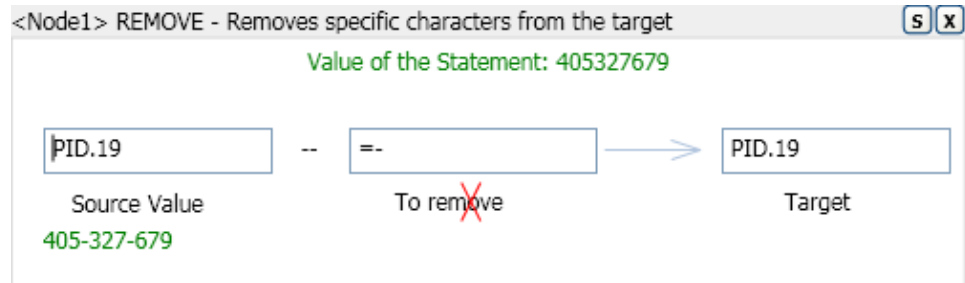 <Node1> REMOVE - Removes specific characters from the target S X
Value of the Statement: 405327679
PID.19 -- =- PID.19
Source Value To remove Target
405-327-679